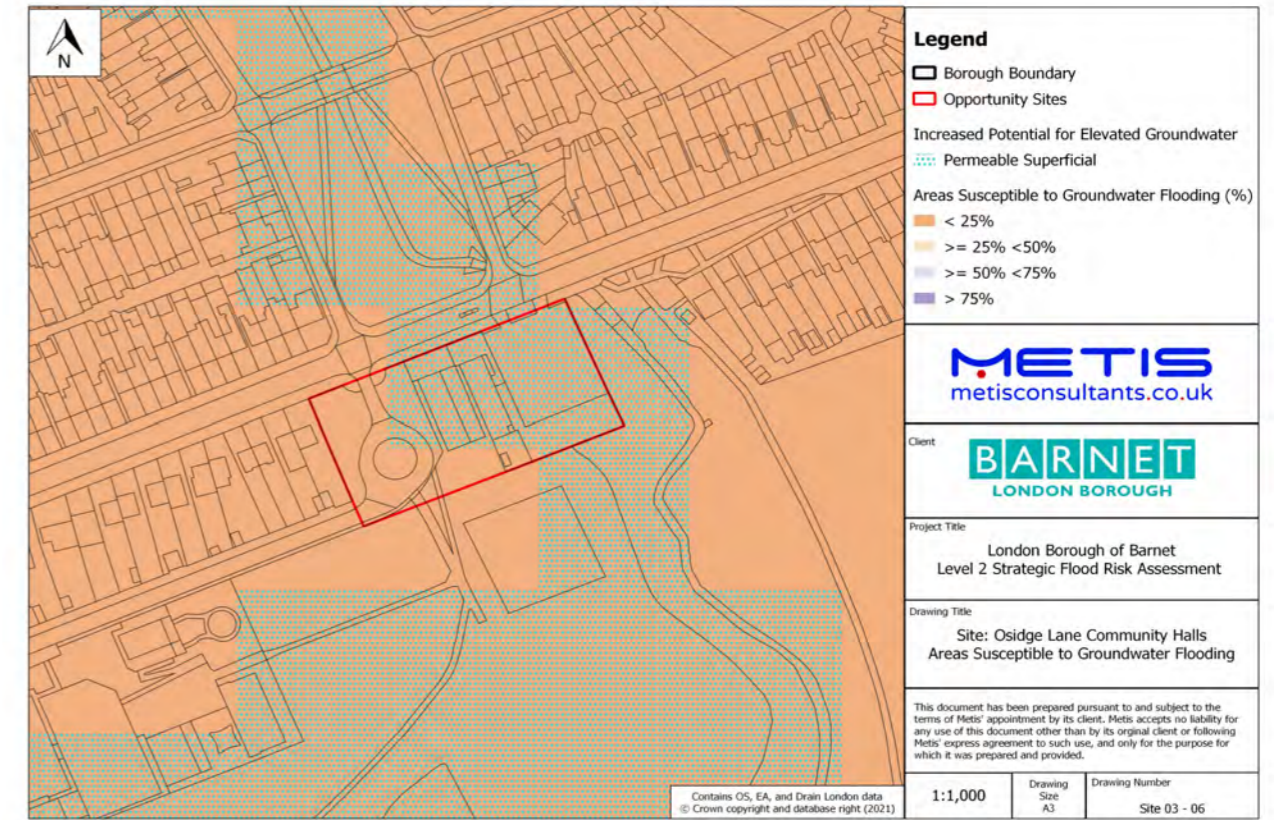 N
Legend
Borough Boundary
Opportunity Sites
Increased Potential for Elevated Groundwater
Permeable Superficial
Areas Susceptible to Groundwater Flooding (%)
< 25%
>= 25% <50%
>= 50% <75%
> 75%
METIS
metisconsultants.co.uk
Client
BARNET
LONDON BOROUGH
Project Title
London Borough of Barnet
Level 2 Strategic Flood Risk Assessment
Drawing Title
Site: Osidge Lane Community Halls
Areas Susceptible to Groundwater Flooding
This document has been prepared pursuant to and subject to the
terms of Metis' appointment by its client. Metis accepts no liability for
any use of this document other than by its orginal client or following
Metis' express agreement to such use, and only for the purpose for
which it was prepared and provided.
Contains OS, EA, and Drain London data
© Crown copyright and database right (2021)
1:1,000
Drawing
Size
A3
Drawing Number
Site 03 - 06